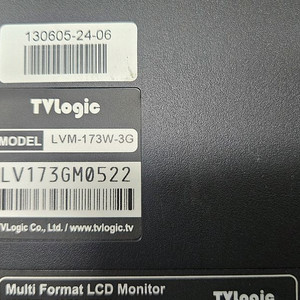 130605-24-06
TVLogic
MODEL LVM-173W-3G
LV173GM0522
TVLogic Co., Ltd. / www.tvlogic.tv
Multi Format LCD Monitor TVLogic